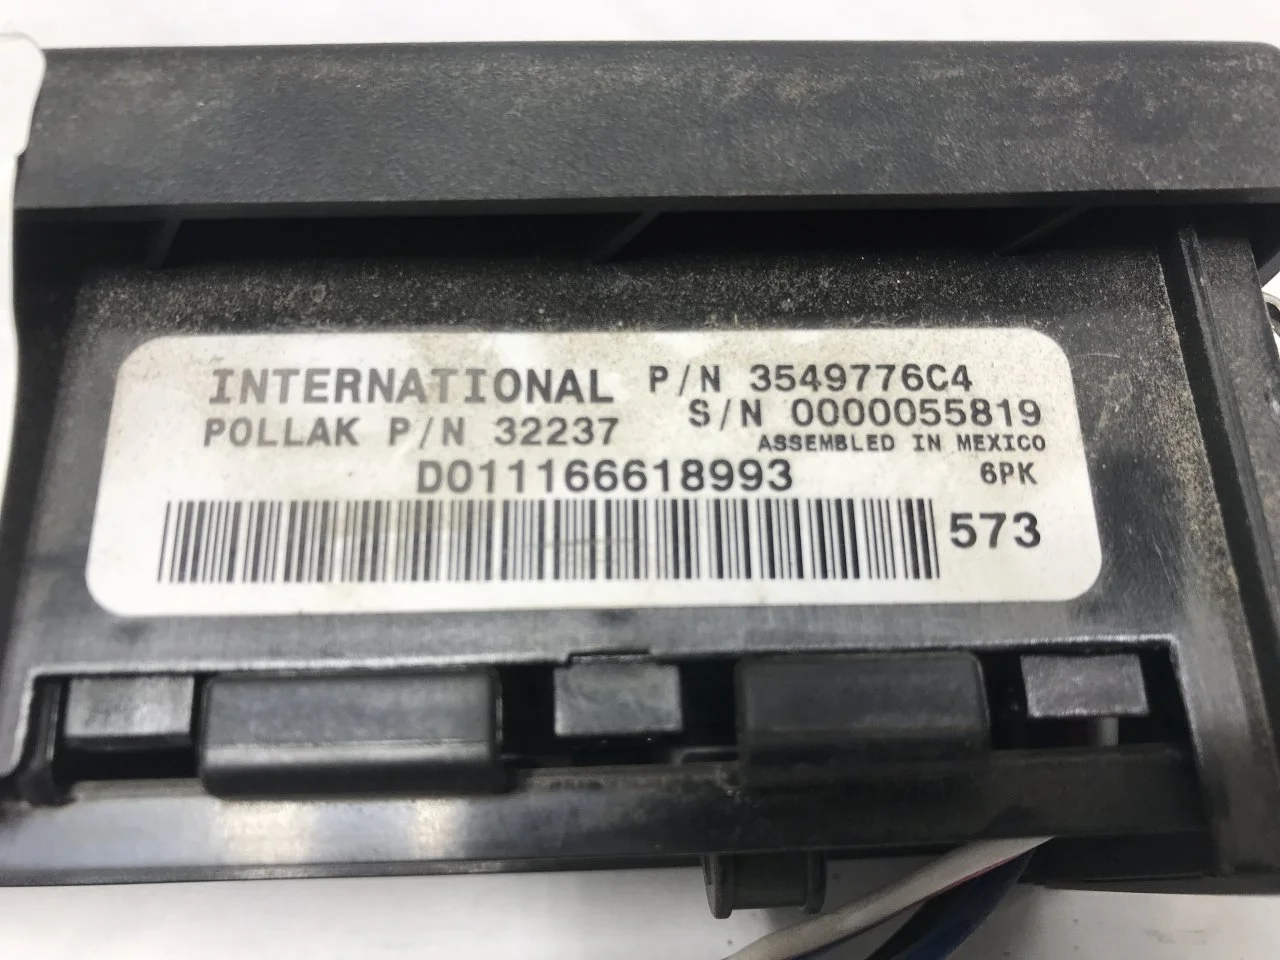 INTERNATIONAL P/N 3549776C4
S/N 0000055819
POLLAK P/N 32237
ASSEMBLED IN MEXICO
D011166618993 6PK
573